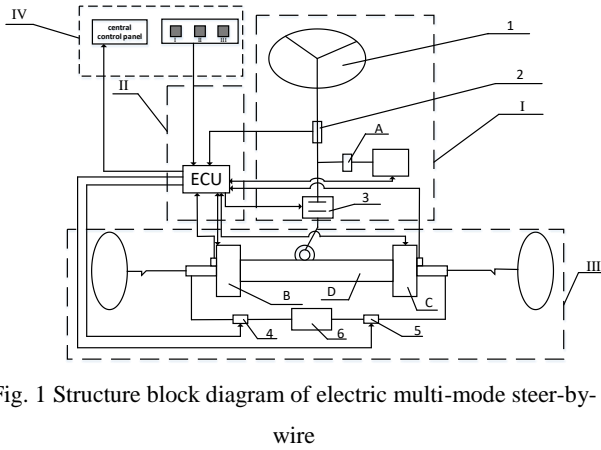 IV
central
control panel
I II III
1
II
2
A
I
ECU
3
III
B
D
C
4
6
5
Fig. 1 Structure block diagram of electric multi-mode steer-by-
wire